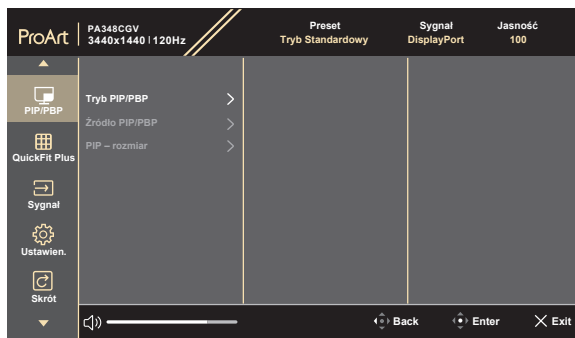 ProArt
PA348CGV
3440x1440 | 120Hz
Preset
Tryb Standardowy
Sygnał
DisplayPort
Jasność
100
PIP/PBP
QuickFit Plus
Sygnał
Ustawien.
Skrót
Tryb PIP/PBP
Źródlo PIP/PBP
PIP – rozmiar
Back
Enter
Exit